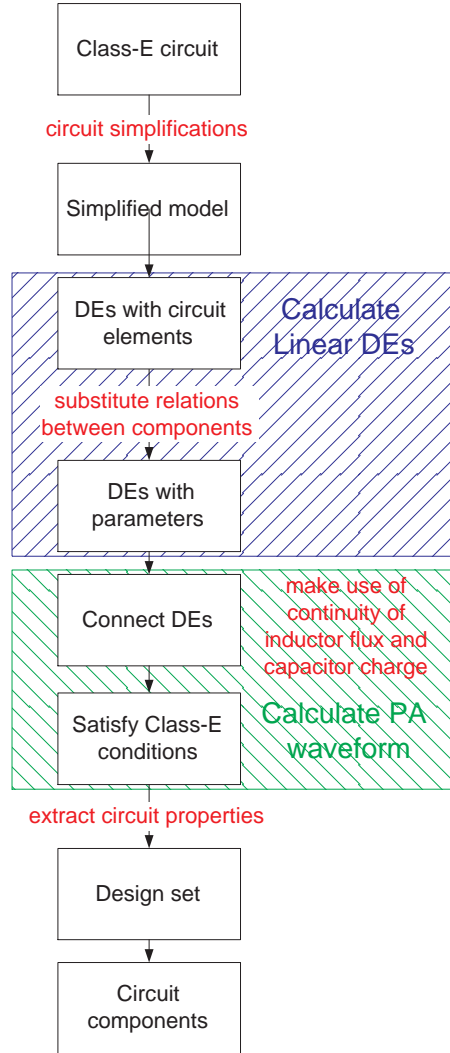 Class-E circuit
circuit simplifications
Simplified model
DEs with circuit
elements
Calculate
Linear DEs
substitute relations
between components
DEs with
parameters
Connect DEs
make use of
continuity of
inductor flux and
capacitor charge
Satisfy Class-E
conditions
Calculate PA
waveform
extract circuit properties
Design set
Circuit
components